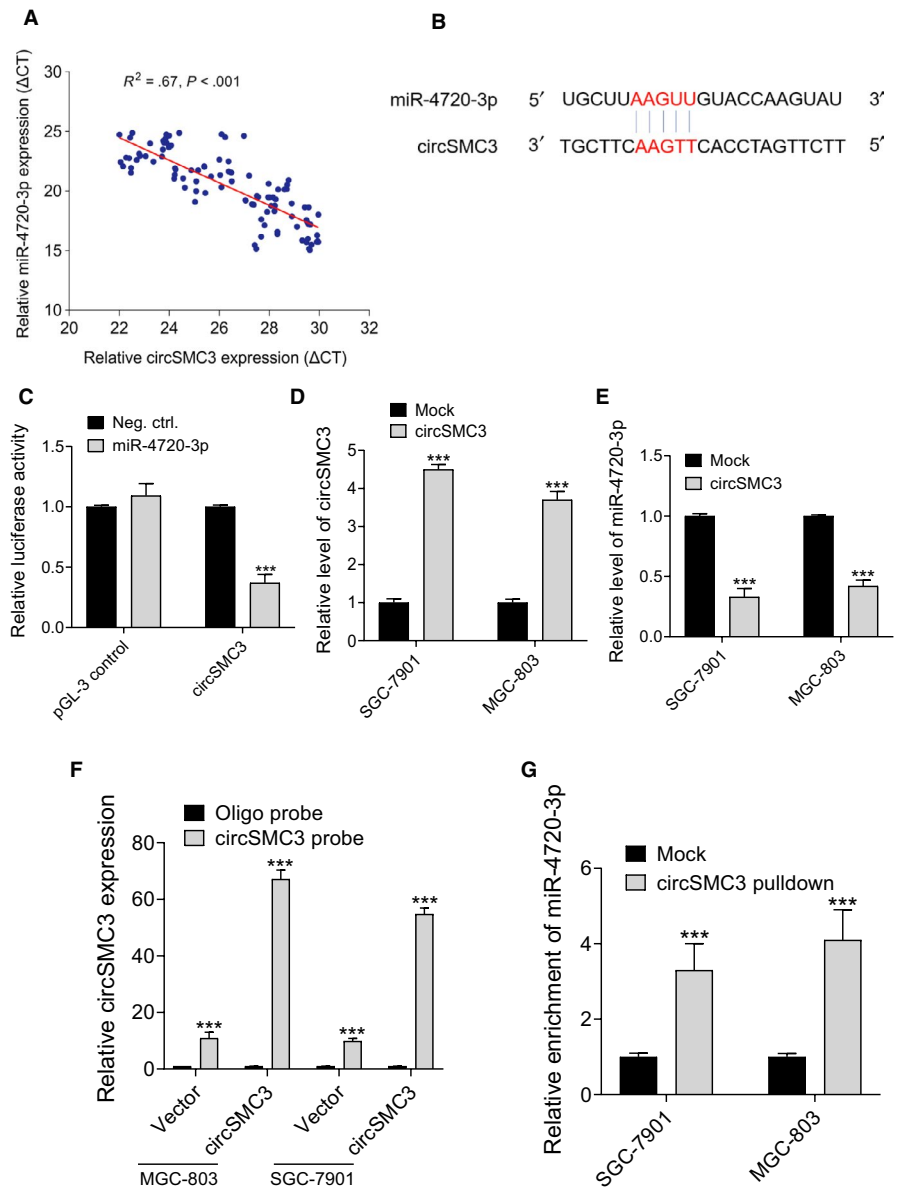 A
Relative miR-4720-3p expression (ΔCT)
R² = .67, P < .001
30
25
20
15
10
20 22 24 26 28 30 32
Relative circSMC3 expression (ΔCT)
B
miR-4720-3p 5′ UGCUUAAGUUGUACCAAGUAU 3′
circSMC3 3′ TGCTTCAAGTTCACCTAGTTCTT 5′
C
Relative luciferase activity
Neg. ctrl.
miR-4720-3p
1.5
1.0
0.5
0.0
***
pGL-3 control
circSMC3
D
Relative level of circSMC3
Mock
circSMC3
5
4
3
2
1
0
***
***
SGC-7901
MGC-803
E
Relative level of miR-4720-3p
Mock
circSMC3
1.5
1.0
0.5
0.0
***
***
SGC-7901
MGC-803
F
Relative circSMC3 expression
Oligo probe
circSMC3 probe
80
60
40
20
0
***
***
***
***
Vector
circSMC3
Vector
circSMC3
MGC-803
SGC-7901
G
Relative enrichment of miR-4720-3p
Mock
circSMC3 pulldown
6
4
2
0
***
***
SGC-7901
MGC-803